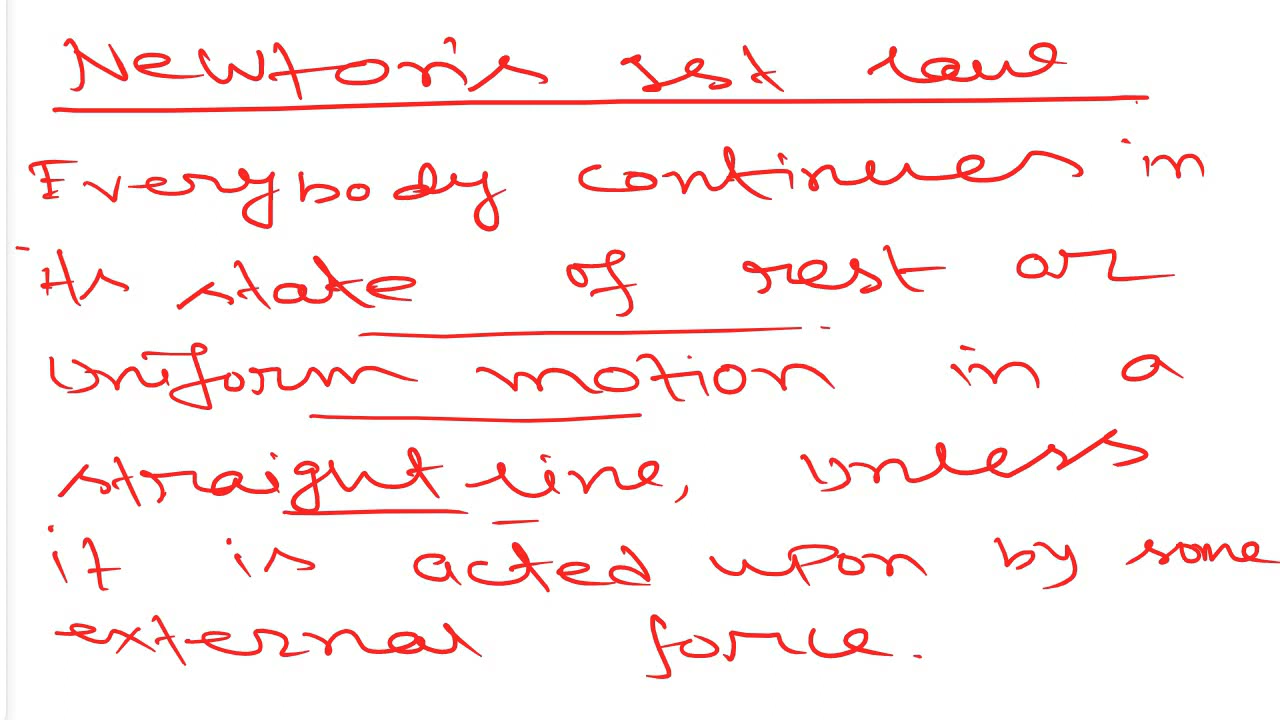 Newton's 1st law
Everybody continues in
its state of rest or
uniform motion in a
straight line, unless
it is acted upon by some
external force.